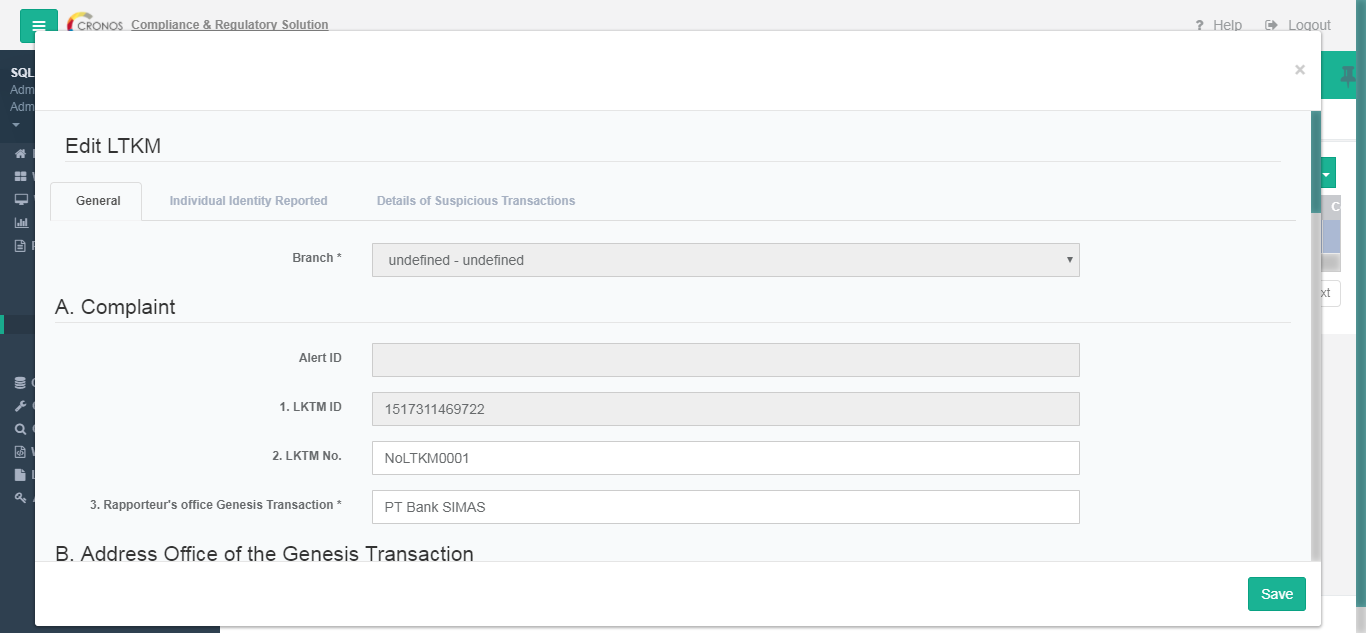 CRONOS Compliance & Regulatory Solution
? Help Logout
×
SQL
Adm
Adm
Edit LTKM
General Individual Identity Reported Details of Suspicious Transactions
Branch * undefined - undefined
A. Complaint
Alert ID
1. LKTM ID 1517311469722
2. LKTM No. NoLTKM0001
3. Rapporteur's office Genesis Transaction * PT Bank SIMAS
B. Address Office of the Genesis Transaction
Save
C
xt